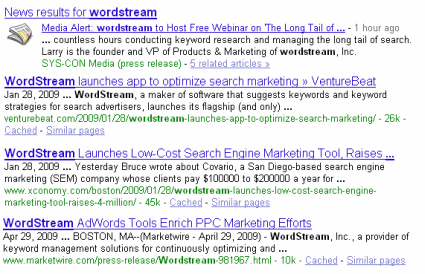 News results for wordstream
Media Alert: wordstream to Host Free Webinar on 'The Long Tail of ... - 1 hour ago
... countless hours conducting keyword research and managing the long tail of search.
Larry is the founder and VP of Products & Marketing of wordstream, Inc.
SYS-CON Media (press release) - 5 related articles »
WordStream launches app to optimize search marketing » VentureBeat
Jan 28, 2009 ... WordStream, a maker of software that suggests keywords and keyword
strategies for search advertisers, launches its flagship (and only) ...
venturebeat.com/2009/01/28/wordstream-launches-app-to-optimize-search-marketing/ - 26k -
Cached - Similar pages
WordStream Launches Low-Cost Search Engine Marketing Tool, Raises ...
Jan 28, 2009 ... Yesterday Bruce wrote about Covario, a San Diego-based search engine
marketing (SEM) company whose clients pay $100000 to $200000 a year for ...
www.xconomy.com/boston/2009/01/28/wordstream-launches-low-cost-search-engine-
marketing-tool-raises-4-million/ - 45k - Cached - Similar pages
WordStream AdWords Tools Enrich PPC Marketing Efforts
Apr 29, 2009 ... BOSTON, MA--(Marketwire - April 29, 2009) - WordStream, Inc., a provider of
keyword management solutions for continuously optimizing and ...
www.marketwire.com/press-release/Wordstream-981967.html - 10k - Cached - Similar pages